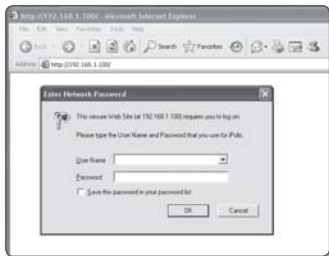 http://192.168.1.100/ - Microsoft Internet Explorer
File Edit View Favorites Tools Help
Back Search Favorites
Address http://192.168.1.100/
Enter Network Password
This secure Web Site (at 192.168.1.100) requires you to log on.
Please type the User Name and Password that you use for iPolis.
User Name
Password
Save this password in your password list
OK Cancel